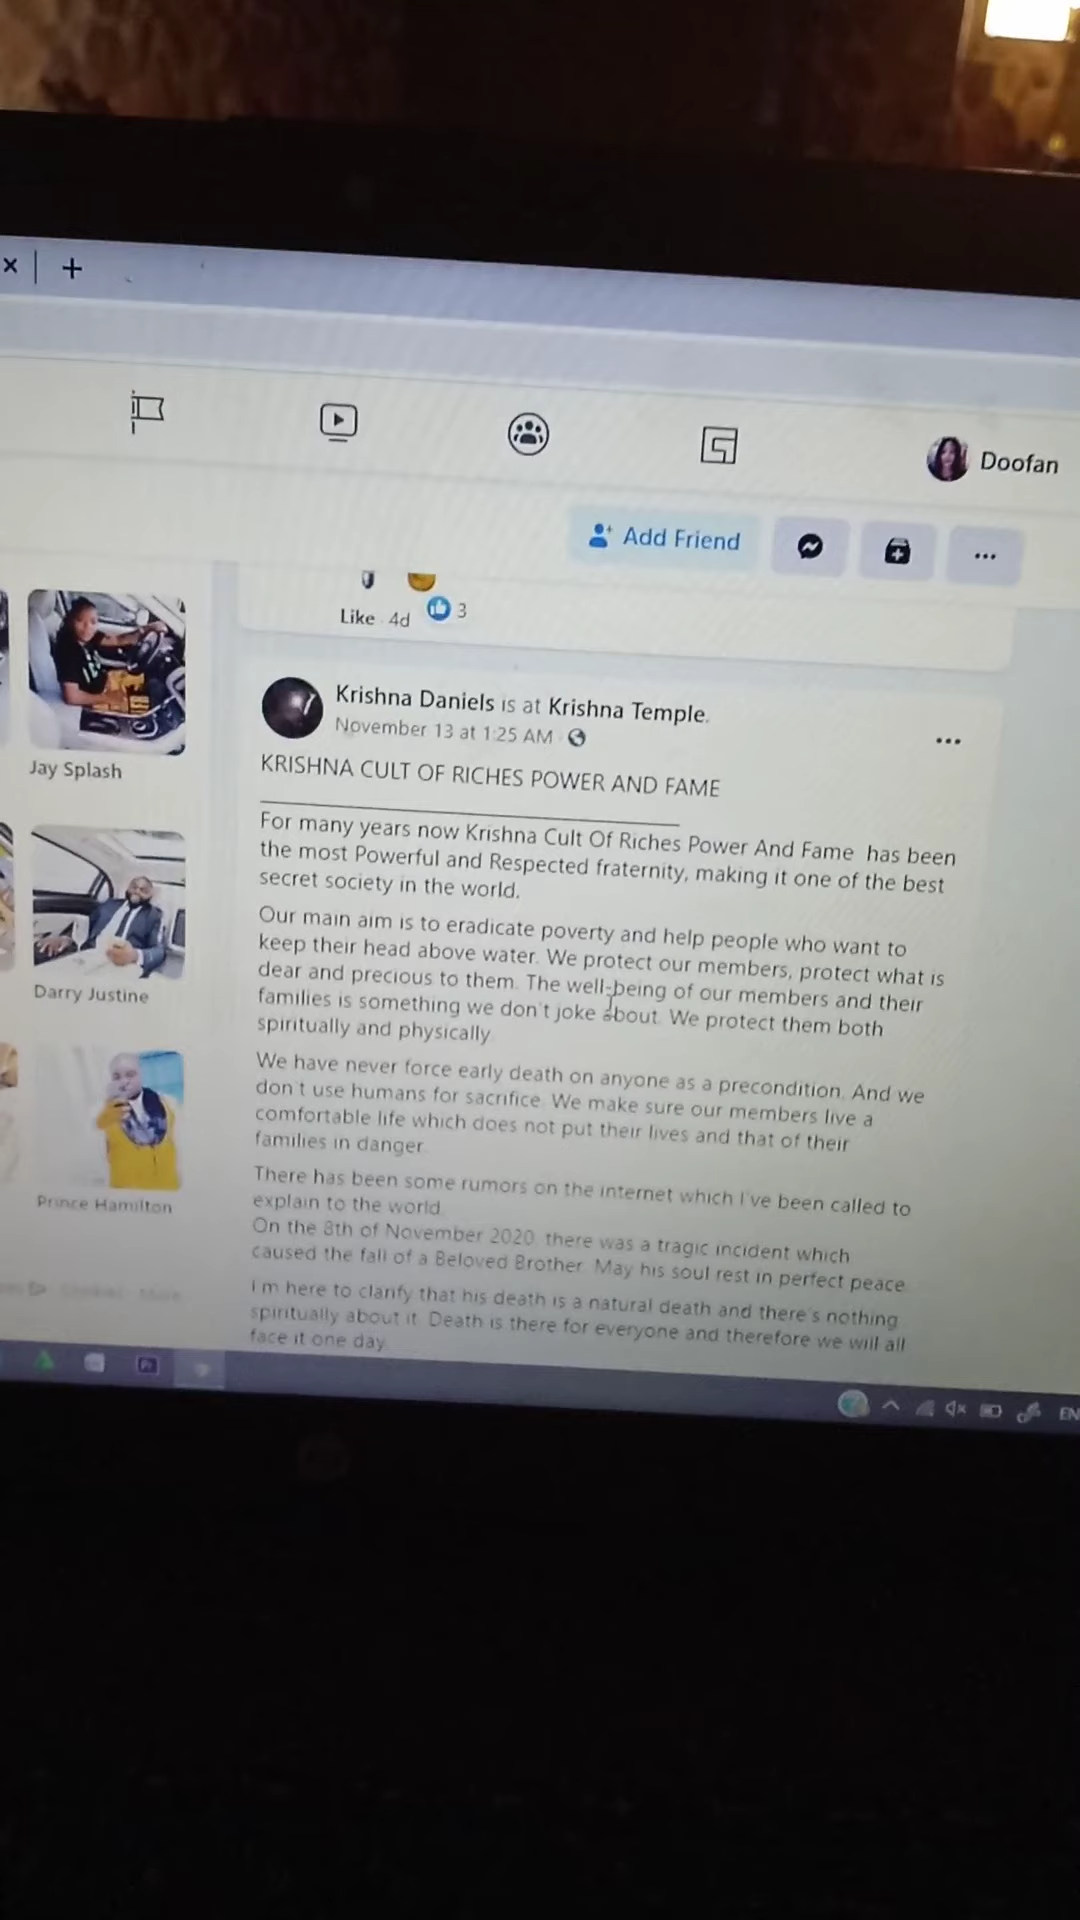 Doofan
Add Friend
Like 4d 3
Krishna Daniels is at Krishna Temple.
November 13 at 1:25 AM
KRISHNA CULT OF RICHES POWER AND FAME
For many years now Krishna Cult Of Riches Power And Fame has been
the most Powerful and Respected fraternity, making it one of the best
secret society in the world.
Our main aim is to eradicate poverty and help people who want to
keep their head above water. We protect our members, protect what is
dear and precious to them. The well-being of our members and their
families is something we don't joke about. We protect them both
spiritually and physically.
We have never force early death on anyone as a precondition. And we
don't use humans for sacrifice. We make sure our members live a
comfortable life which does not put their lives and that of their
families in danger.
There has been some rumors on the internet which I've been called to
explain to the world.
On the 8th of November 2020, there was a tragic incident which
caused the fall of a Beloved Brother. May his soul rest in perfect peace.
I'm here to clarify that his death is a natural death and there's nothing
spiritually about it. Death is there for everyone and therefore we will all
face it one day.
Jay Splash
Darry Justine
Prince Hamilton
Pr
EN